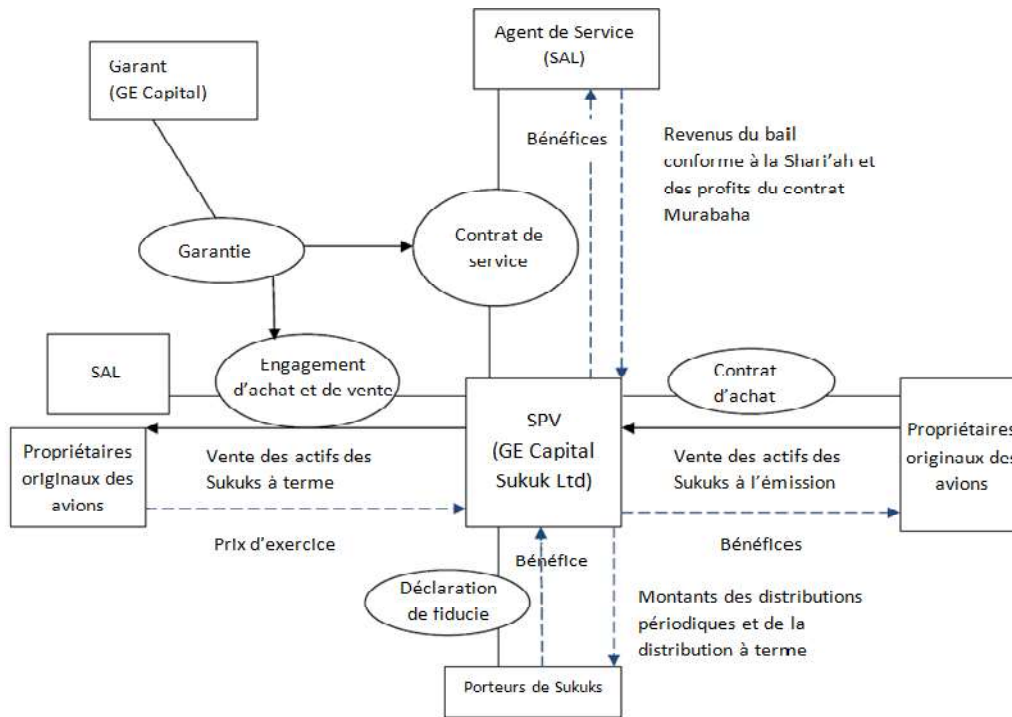 Agent de Service
(SAL)
Garant
(GE Capital)
Bénéfices
Revenus du bail
conforme à la Shari'ah et
des profits du contrat
Murabaha
Garantie
Contrat de
service
SAL
Engagement
d'achat et de vente
Contrat
d'achat
SPV
(GE Capital
Sukuk Ltd)
Propriétaires
originaux des
avions
Vente des actifs des
Sukuks à terme
Vente des actifs des
Sukuks à l'émission
Propriétaires
originaux des
avions
Prix d'exercice
Bénéfice
Bénéfices
Déclaration
de fiducie
Montants des distributions
périodiques et de la
distribution à terme
Porteurs de Sukuks